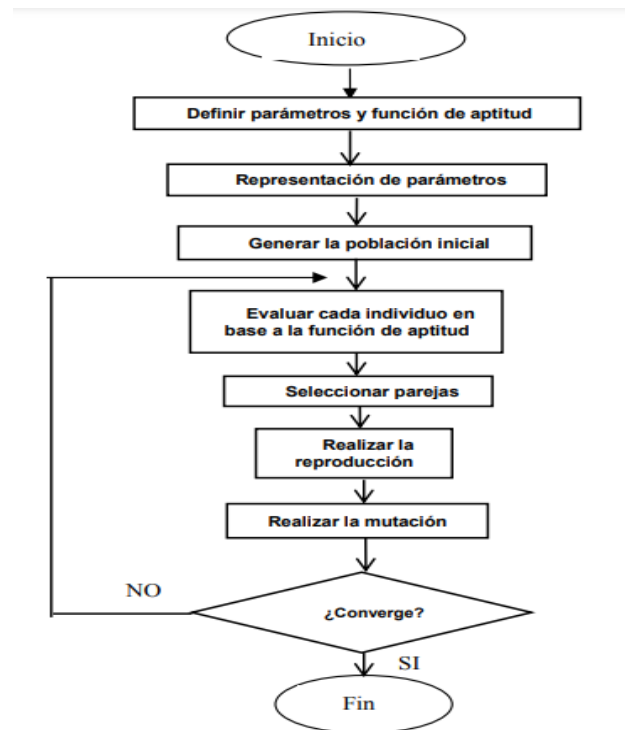 Inicio
Definir parámetros y función de aptitud
Representación de parámetros
Generar la población inicial
Evaluar cada individuo en
base a la función de aptitud
Seleccionar parejas
Realizar la
reproducción
Realizar la mutación
NO
¿Converge?
SI
Fin